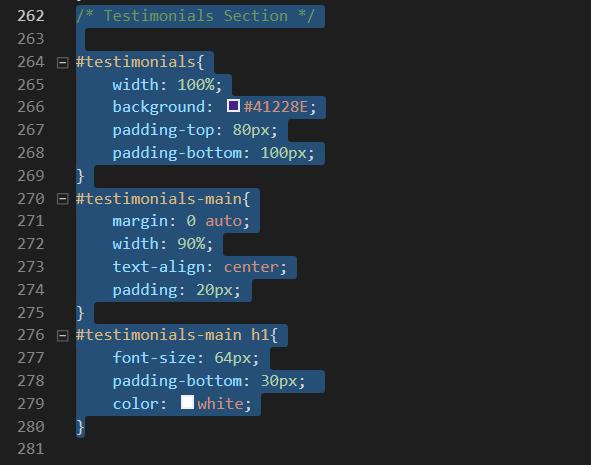 262 /* Testimonials Section */
263
264 #testimonials{
265     width: 100%;
266     background: #41228E;
267     padding-top: 80px;
268     padding-bottom: 100px;
269 }
270 #testimonials-main{
271     margin: 0 auto;
272     width: 90%;
273     text-align: center;
274     padding: 20px;
275 }
276 #testimonials-main h1{
277     font-size: 64px;
278     padding-bottom: 30px;
279     color: white;
280 }
281